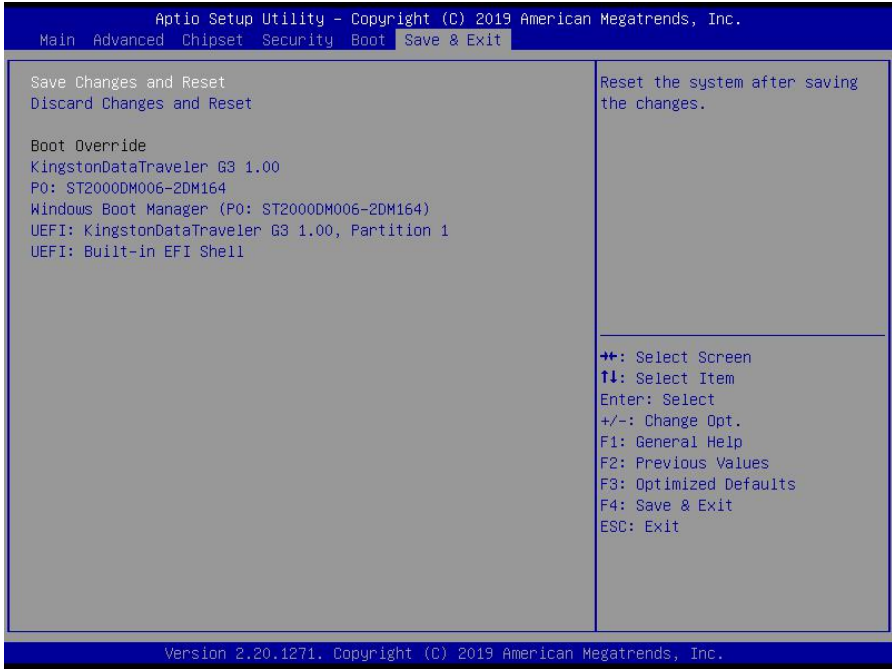 Aptio Setup Utility – Copyright (C) 2019 American Megatrends, Inc.
Main Advanced Chipset Security Boot Save & Exit
Save Changes and Reset
Discard Changes and Reset
Boot Override
KingstonDataTraveler G3 1.00
P0: ST2000DM006-2DM164
Windows Boot Manager (P0: ST2000DM006-2DM164)
UEFI: KingstonDataTraveler G3 1.00, Partition 1
UEFI: Built-in EFI Shell
Reset the system after saving
the changes.
→←: Select Screen
↑↓: Select Item
Enter: Select
+/-: Change Opt.
F1: General Help
F2: Previous Values
F3: Optimized Defaults
F4: Save & Exit
ESC: Exit
Version 2.20.1271. Copyright (C) 2019 American Megatrends, Inc.